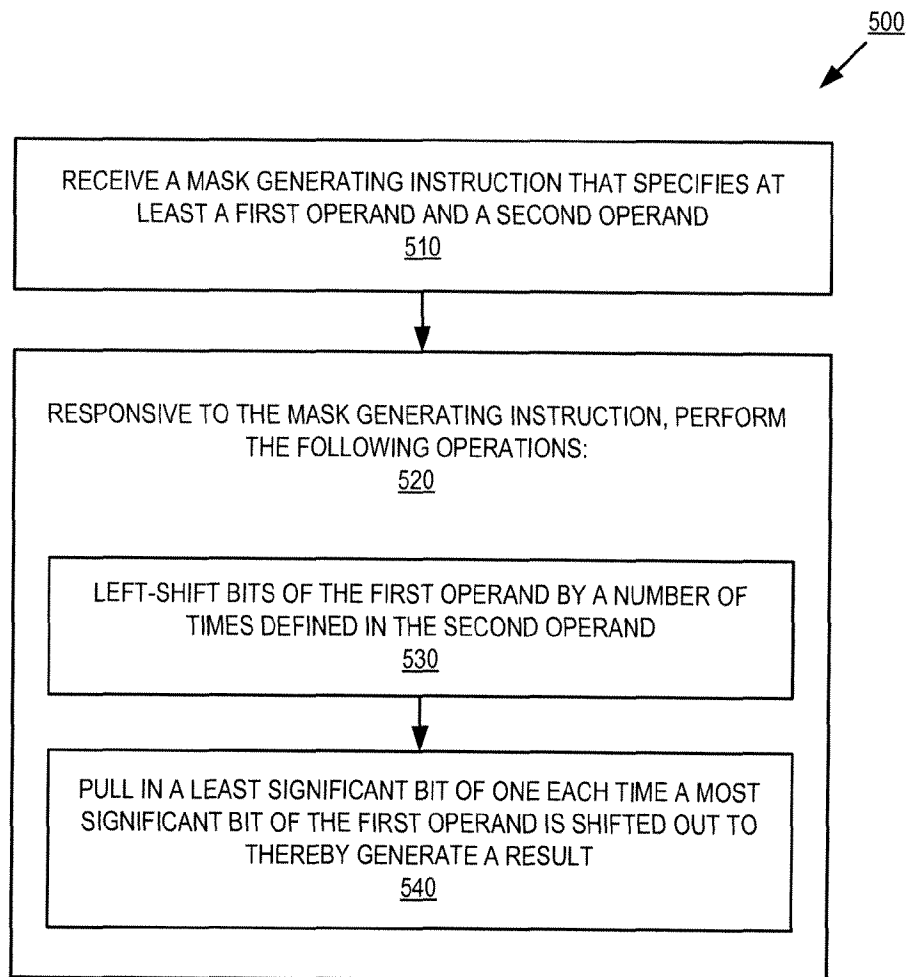 500
RECEIVE A MASK GENERATING INSTRUCTION THAT SPECIFIES AT
LEAST A FIRST OPERAND AND A SECOND OPERAND
510
RESPONSIVE TO THE MASK GENERATING INSTRUCTION, PERFORM
THE FOLLOWING OPERATIONS:
520
LEFT-SHIFT BITS OF THE FIRST OPERAND BY A NUMBER OF
TIMES DEFINED IN THE SECOND OPERAND
530
PULL IN A LEAST SIGNIFICANT BIT OF ONE EACH TIME A MOST
SIGNIFICANT BIT OF THE FIRST OPERAND IS SHIFTED OUT TO
THEREBY GENERATE A RESULT
540